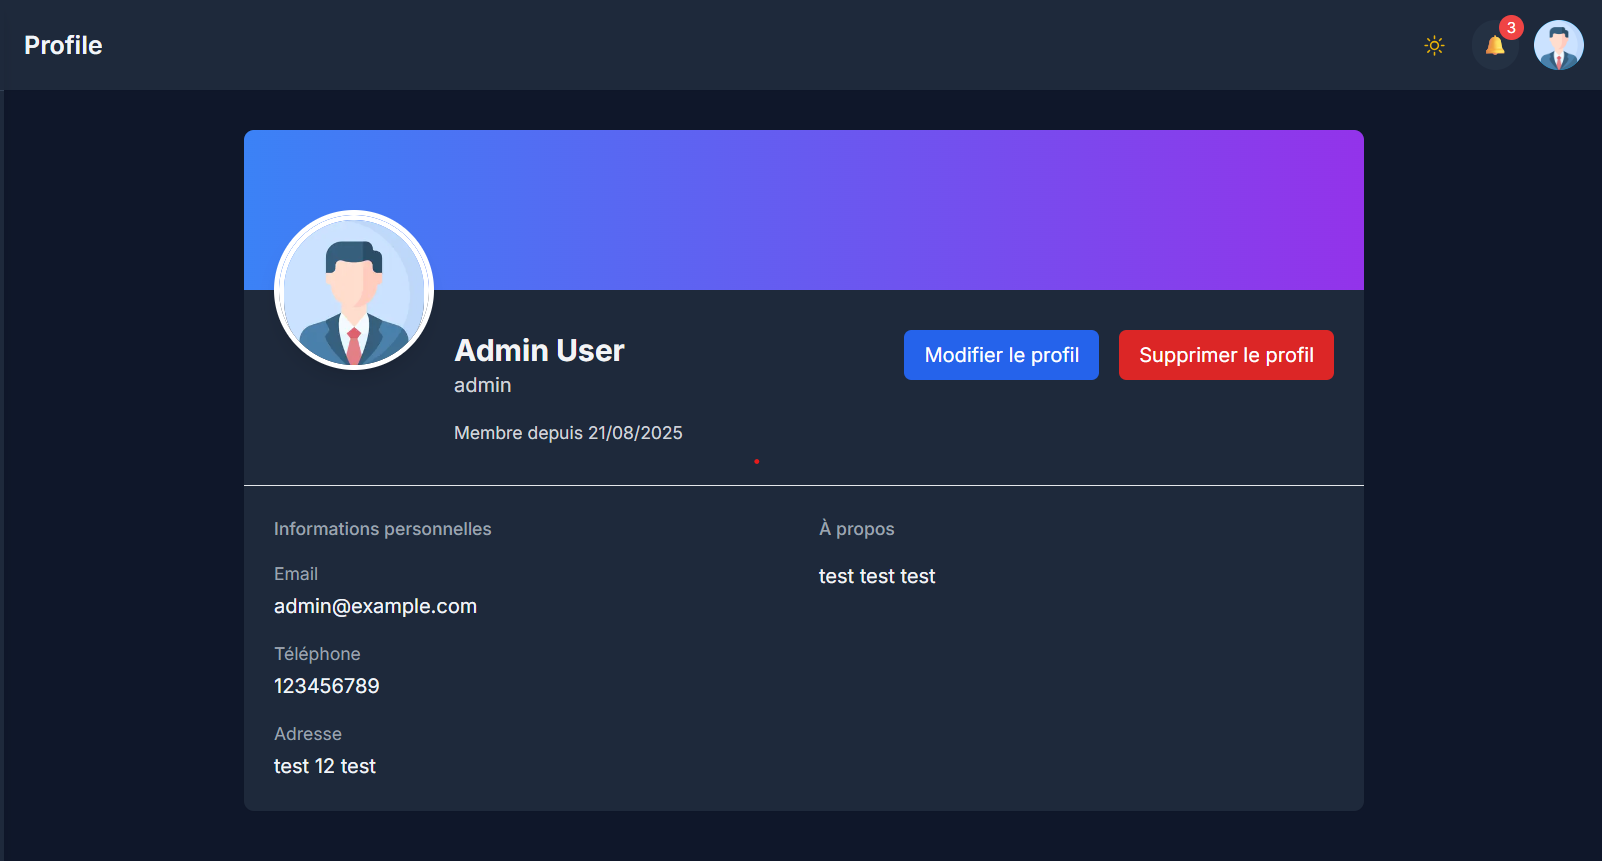 Profile
3
Admin User
admin
Membre depuis 21/08/2025
Modifier le profil
Supprimer le profil
Informations personnelles
Email
admin@example.com
Téléphone
123456789
Adresse
test 12 test
À propos
test test test